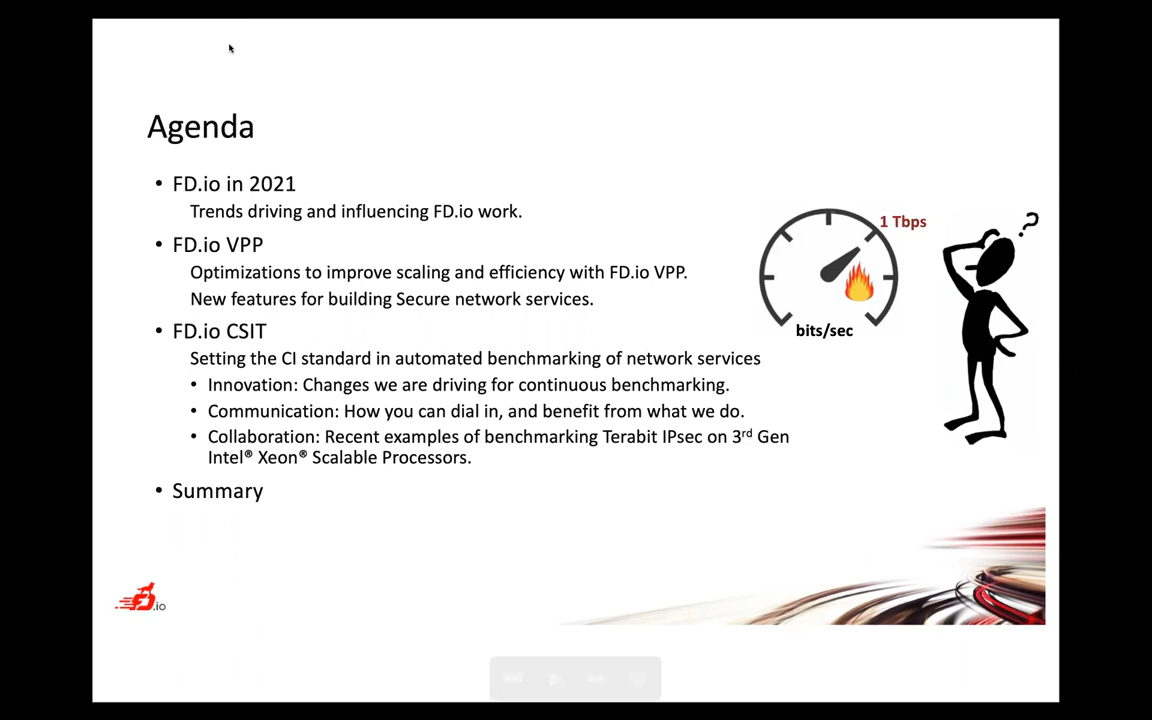 Agenda
• FD.io in 2021
Trends driving and influencing FD.io work.
• FD.io VPP
Optimizations to improve scaling and efficiency with FD.io VPP.
New features for building Secure network services.
• FD.io CSIT
Setting the CI standard in automated benchmarking of network services
• Innovation: Changes we are driving for continuous benchmarking.
• Communication: How you can dial in, and benefit from what we do.
• Collaboration: Recent examples of benchmarking Terabit IPsec on 3rd Gen
Intel® Xeon® Scalable Processors.
• Summary
1 Tbps
bits/sec
?
FD.io